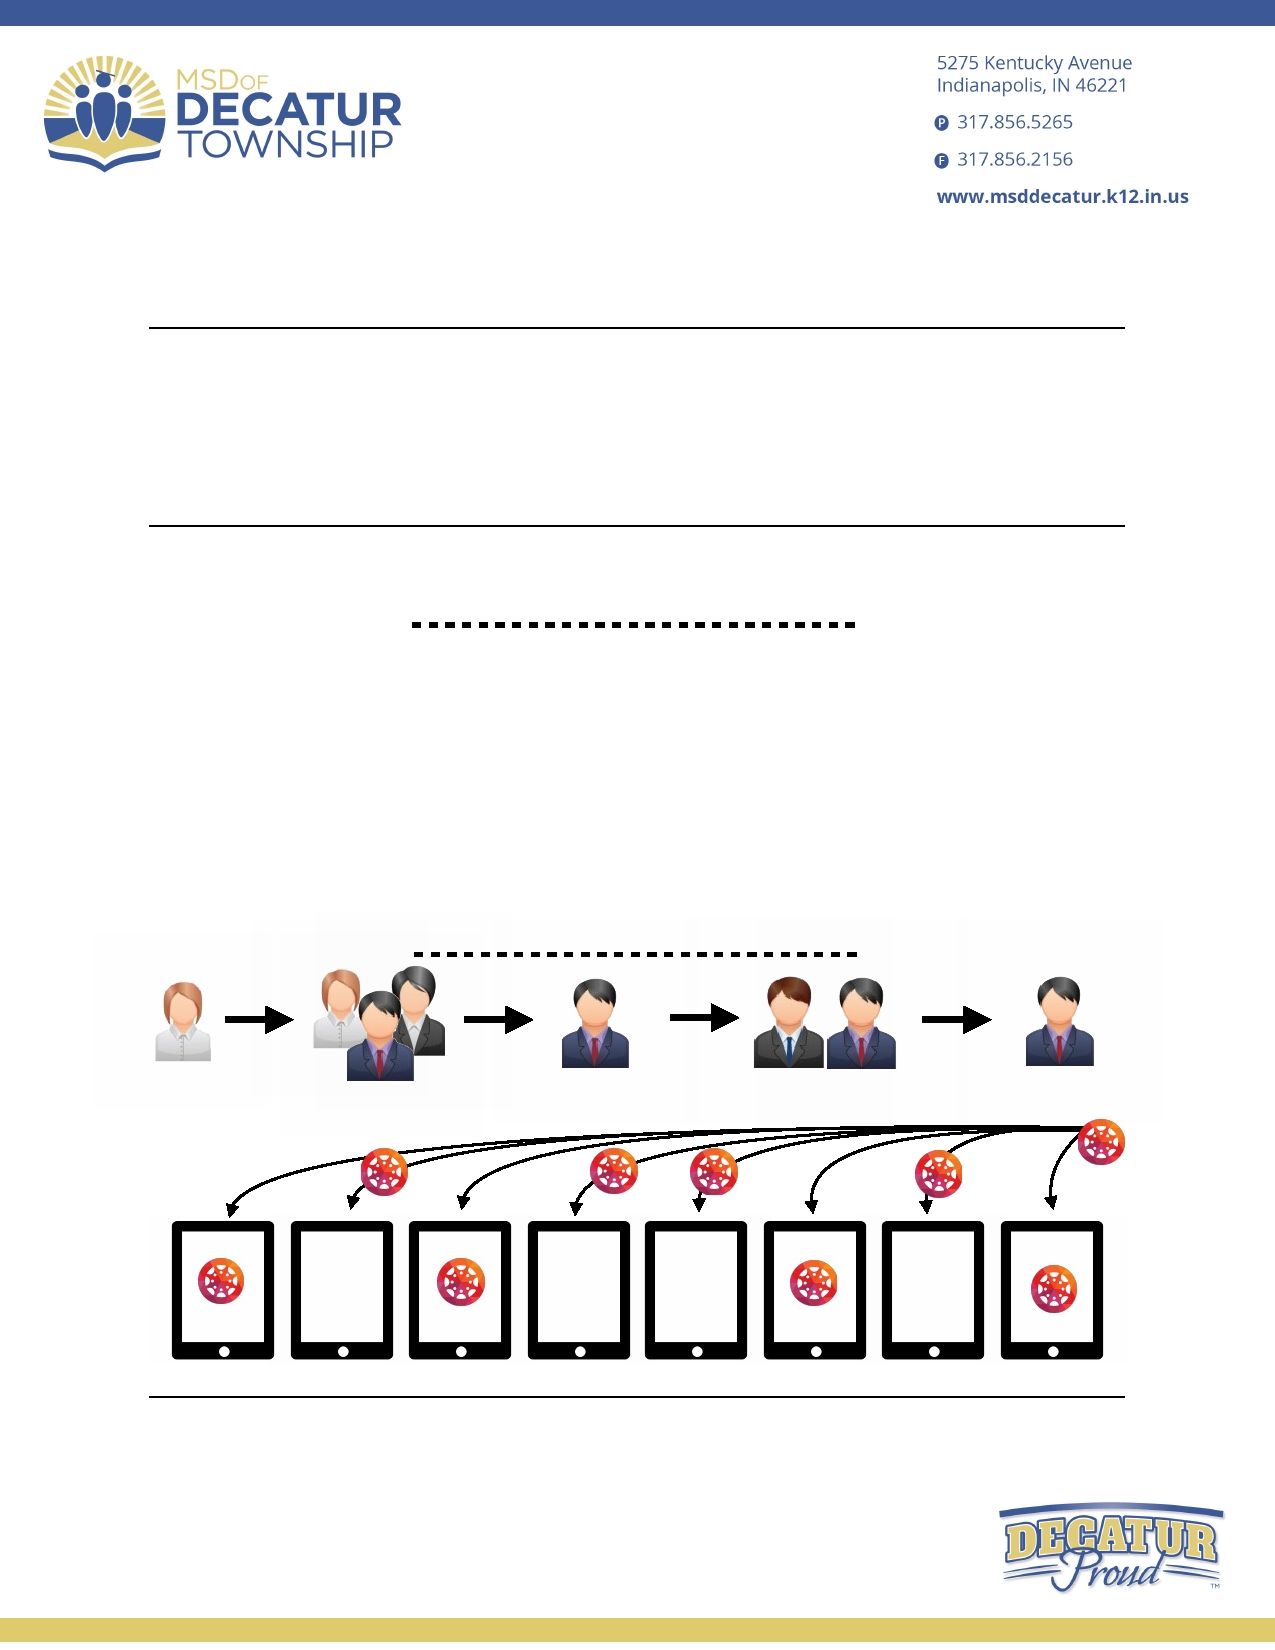 MSD OF
DECATUR
TOWNSHIP
5275 Kentucky Avenue
Indianapolis, IN 46221
P 317.856.5265
F 317.856.2156
www.msddecatur.k12.in.us
DECATUR
Proud
TM